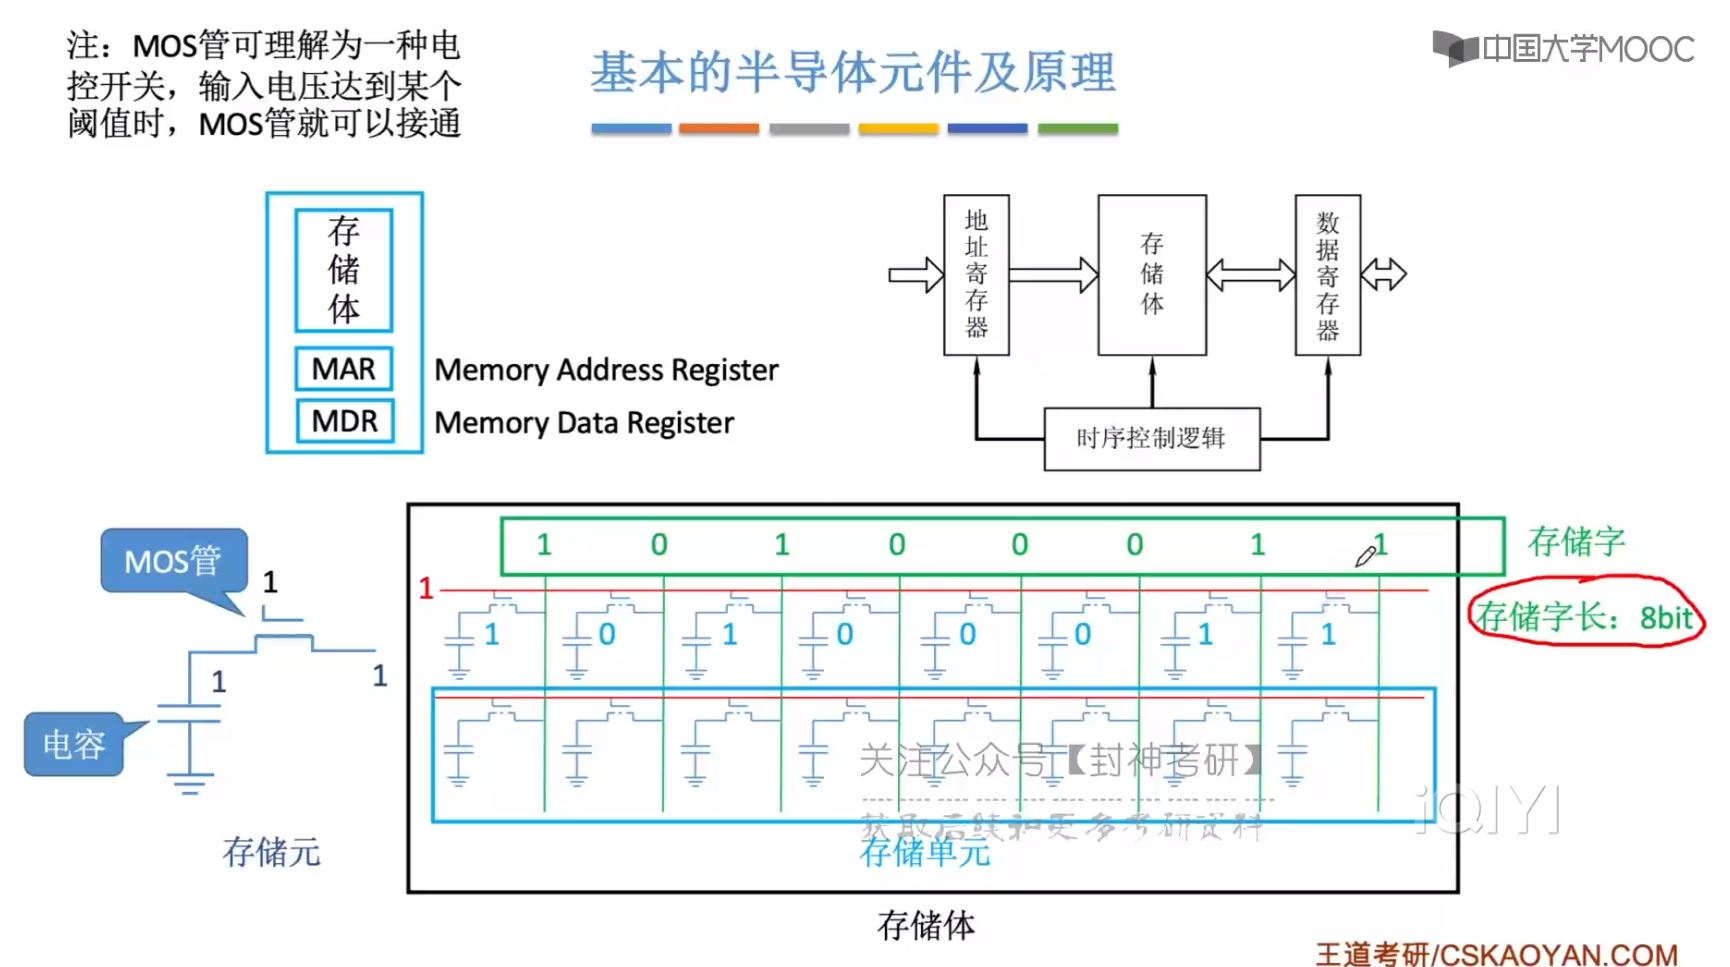 注：MOS管可理解为一种电
控开关，输入电压达到某个
阈值时，MOS管就可以接通
基本的半导体元件及原理
中国大学MOOC
存
储
体
MAR
Memory Address Register
MDR
Memory Data Register
地
址
寄
存
器
存
储
体
数
据
寄
存
器
时序控制逻辑
MOS管
1
1
1
电容
存储元
1 0 1 0 0 0 1 1
存储字
1
存储字长：8bit
1 0 1 0 0 0 1 1
关注公众号【封神考研】
获取后续和更多考研资料
iQIYI
存储单元
存储体
王道考研/CSKAOYAN.COM